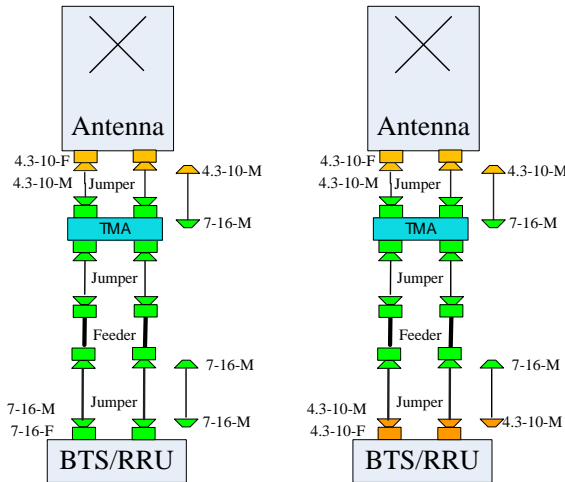 Antenna
4.3-10-F
4.3-10-M
4.3-10-M
Jumper
7-16-M
TMA
Jumper
Feeder
7-16-M
7-16-M
Jumper
7-16-M
7-16-F
BTS/RRU
Antenna
4.3-10-F
4.3-10-M
4.3-10-M
Jumper
7-16-M
TMA
Jumper
Feeder
7-16-M
4.3-10-M
Jumper
4.3-10-M
4.3-10-F
BTS/RRU